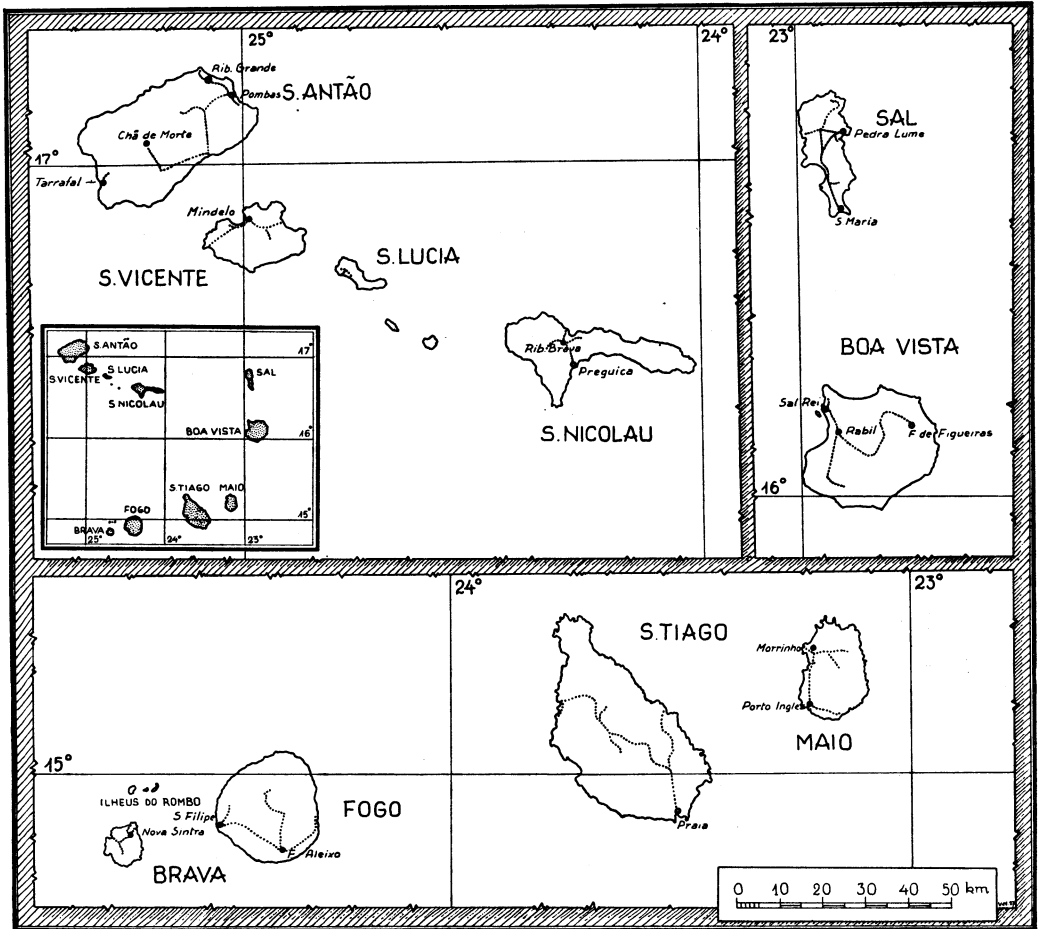 25°
24°
Rib. Grande
Pombas
S. ANTÃO
Chã de Morte
17°
Tarrafal
Mindelo
S. VICENTE
S. LUCIA
Rib. Brava
Preguica
S. NICOLAU
23°
SAL
Pedra Lume
S Maria
BOA VISTA
Sal Rei
Rabil
F de Figueiras
16°
S. ANTÃO
17°
S VICENTE
S LUCIA
SAL
S NICOLAU
BOA VISTA
16°
S. TIAGO
MAIO
FOGO
15°
BRAVA
25°
24°
23°
24°
23°
S. TIAGO
Morrinho
Porto Ingles
MAIO
15°
ILHEUS DO ROMBO
S Filipe
Nova Sintra
FOGO
F. Aleixo
BRAVA
Praia
0 10 20 30 40 50 km